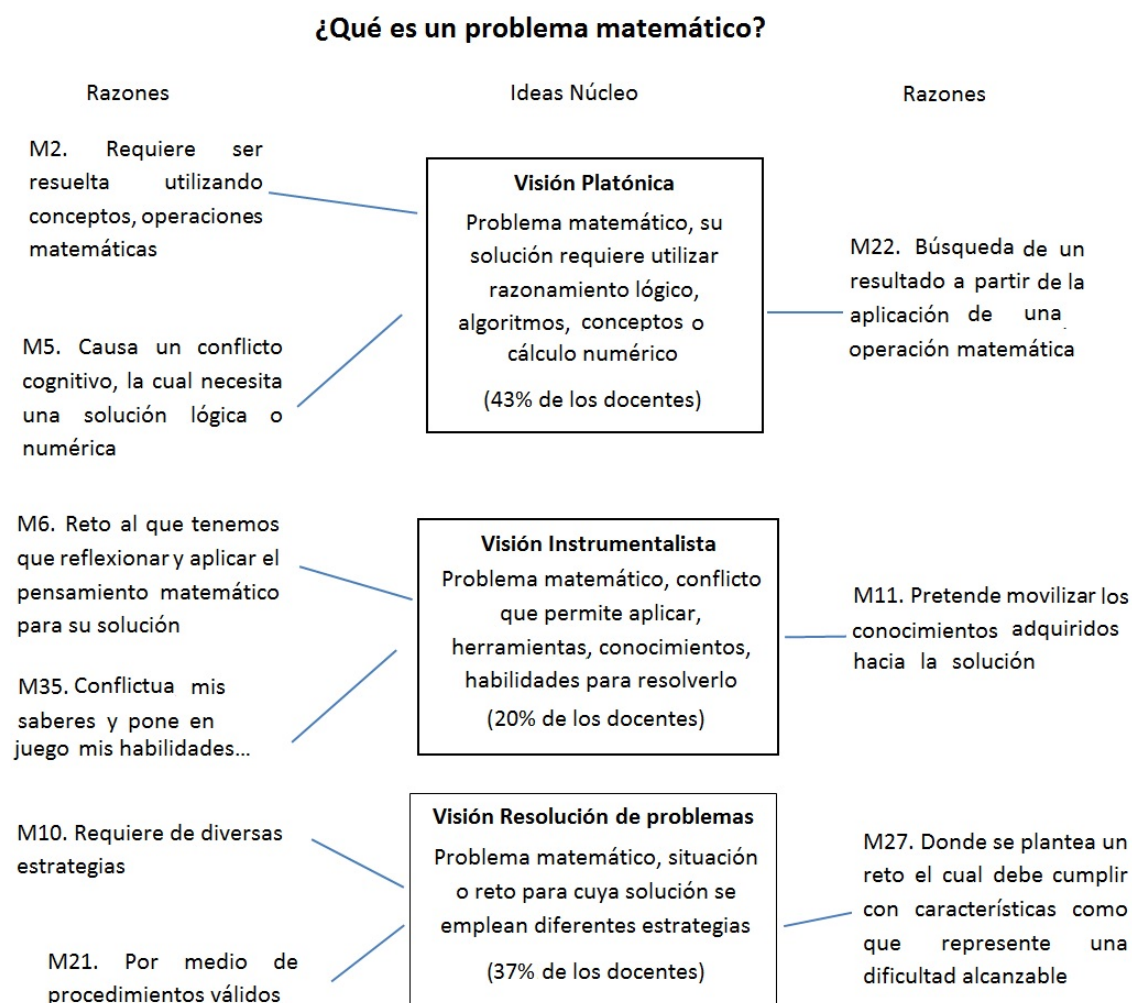 ¿Qué es un problema matemático?
Razones
Ideas Núcleo
Razones
M2. Requiere ser
resuelta utilizando
conceptos, operaciones
matemáticas
M5. Causa un conflicto
cognitivo, la cual necesita
una solución lógica o
numérica
Visión Platónica
Problema matemático, su
solución requiere utilizar
razonamiento lógico,
algoritmos, conceptos o
cálculo numérico
(43% de los docentes)
M22. Búsqueda de un
resultado a partir de la
aplicación de una
operación matemática
M6. Reto al que tenemos
que reflexionar y aplicar el
pensamiento matemático
para su solución
M35. Conflictua mis
saberes y pone en
juego mis habilidades…
Visión Instrumentalista
Problema matemático, conflicto
que permite aplicar,
herramientas, conocimientos,
habilidades para resolverlo
(20% de los docentes)
M11. Pretende movilizar los
conocimientos adquiridos
hacia la solución
M10. Requiere de diversas
estrategias
M21. Por medio de
procedimientos válidos
Visión Resolución de problemas
Problema matemático, situación
o reto para cuya solución se
emplean diferentes estrategias
(37% de los docentes)
M27. Donde se plantea un
reto el cual debe cumplir
con características como
que represente una
dificultad alcanzable